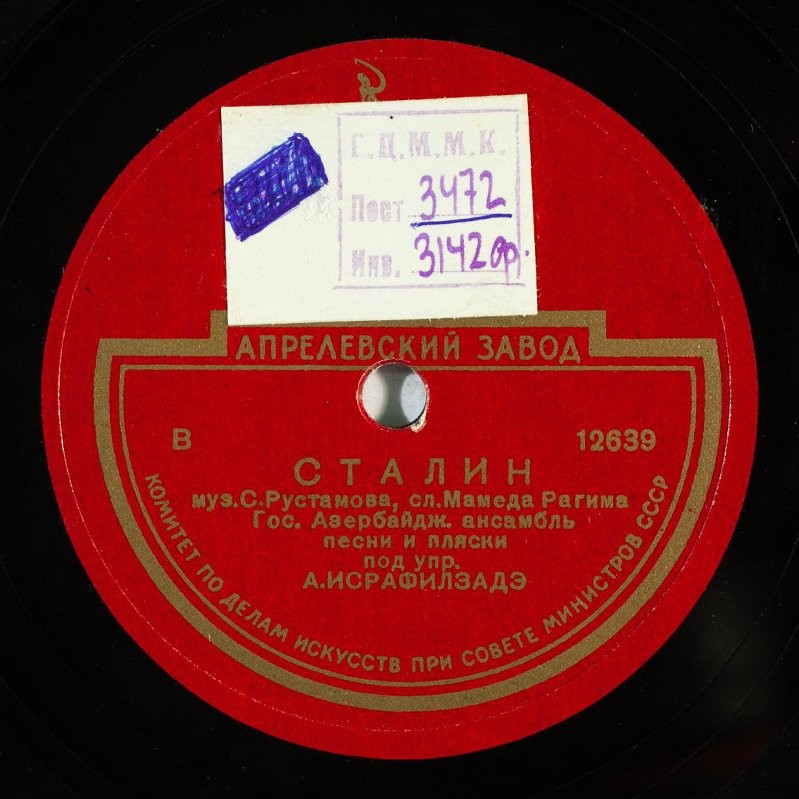 Г.Ц.М.М.К.
Пост 3472
Инв. 3142 ор.
АПРЕЛЕВСКИЙ ЗАВОД
В 12639
СТАЛИН
муз.С.Рустамова, сл.Мамеда Рагима
Гос. Азербайдж. ансамбль
песни и пляски
под упр.
А.ИСРАФИЛЗАДЭ
КОМИТЕТ ПО ДЕЛАМ ИСКУССТВ ПРИ СОВЕТЕ МИНИСТРОВ СССР